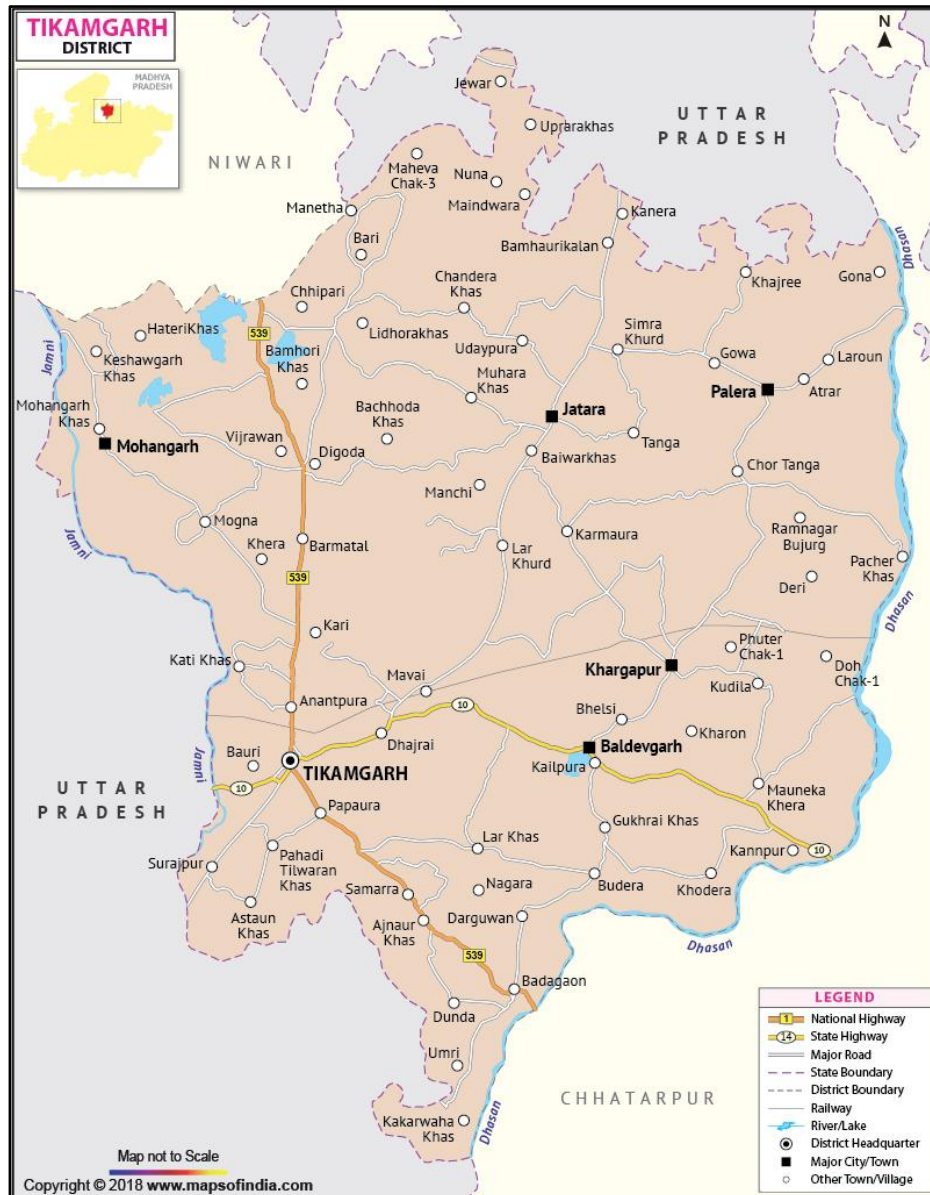 TIKAMGARH
DISTRICT
MADHYA
PRADESH
N
NIWARI
UTTAR
PRADESH
Jewar
Uprarakhas
Maheva
Chak-3
Nuna
Maindwara
Manetha
Kanera
Bari
Bamhaurikalan
Dhasan
Chandera
Khas
Khajree
Gona
Chhipari
Jamni
HateriKhas
539
Lidhorakhas
Udaypura
Simra
Khurd
Keshawgarh
Khas
Bamhori
Khas
Gowa
Laroun
Muhara
Khas
Palera
Atrar
Mohangarh
Khas
Bachhoda
Khas
Jatara
Mohangarh
Vijrawan
Digoda
Tanga
Baiwarkhas
Chor Tanga
Manchi
Jamni
Mogna
Khera
Barmatal
Karmaura
Ramnagar
Bujurg
Lar
Khurd
Pacher
Khas
539
Deri
Dhasan
Kari
Kati Khas
Mavai
Khargapur
Phuter
Chak-1
Doh
Chak-1
Kudila
Anantpura
10
Bhelsi
Dhajrai
Baldevgarh
Kharon
Jamni
Bauri
TIKAMGARH
Kailpura
10
Mauneka
Khera
UTTAR
PRADESH
Papaura
Gukhrai Khas
Lar Khas
Kannpur
10
Surajpur
Pahadi
Tilwaran
Khas
Samarra
Nagara
Budera
Khodera
Astaun
Khas
Ajnaur
Khas
Darguwan
Dhasan
539
Badagaon
Dunda
Umri
CHHATARPUR
Kakarwaha
Khas
Dhasan
LEGEND
1 National Highway
14 State Highway
Major Road
State Boundary
District Boundary
Railway
River/Lake
District Headquarter
Major City/Town
Other Town/Village
Map not to Scale
Copyright © 2018 www.mapsofindia.com